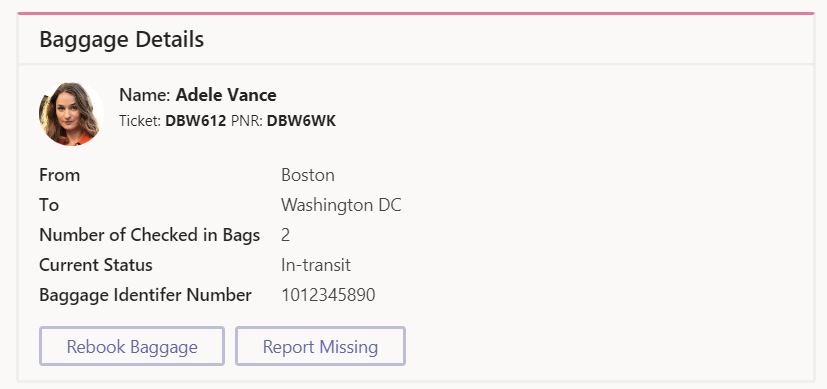 Baggage Details
Name: Adele Vance
Ticket: DBW612 PNR: DBW6WK
From Boston
To Washington DC
Number of Checked in Bags 2
Current Status In-transit
Baggage Identifer Number 1012345890
Rebook Baggage Report Missing